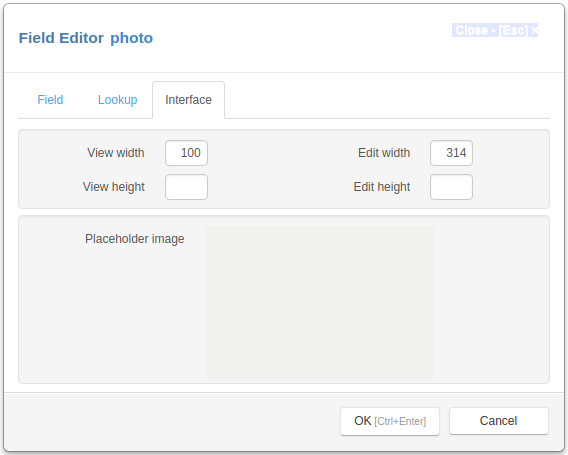 Field Editor photo
Close - [Esc] ×
Field Lookup Interface
View width 100 Edit width 314
View height Edit height
Placeholder image
OK [Ctrl+Enter] Cancel